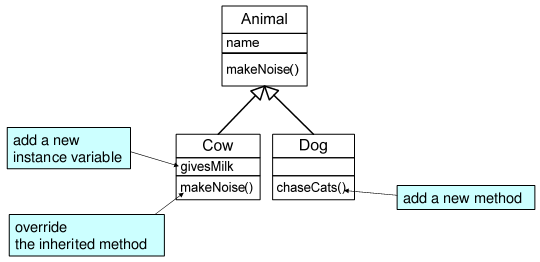 Animal
name
makeNoise()
add a new
instance variable
Cow
givesMilk
makeNoise()
Dog
chaseCats()
add a new method
override
the inherited method